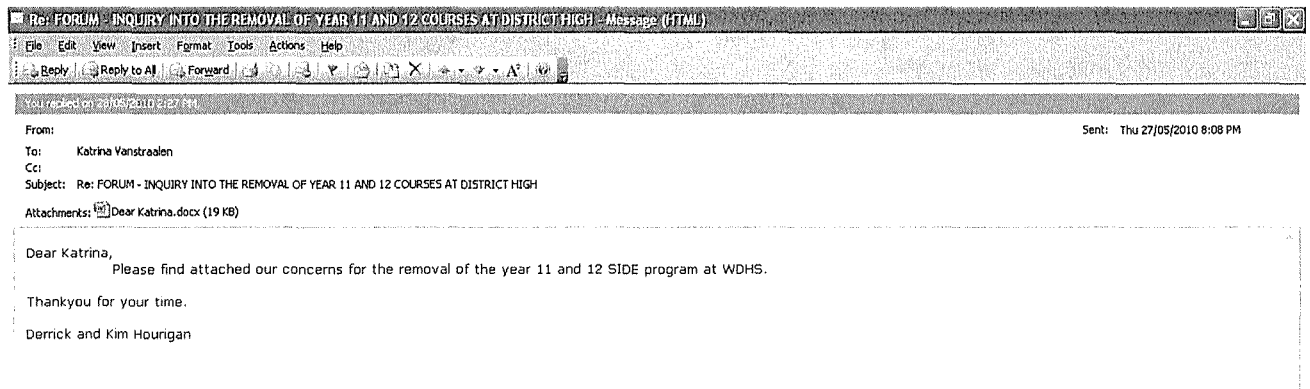 Re: FORUM - INQUIRY INTO THE REMOVAL OF YEAR 11 AND 12 COURSES AT DISTRICT HIGH - Message (HTML)
File Edit View Insert Format Tools Actions Help
Reply Reply to All Forward
You replied on 28/05/2010 2:27 PM.
From: Sent: Thu 27/05/2010 8:08 PM
To: Katrina Vanstraalen
Cc:
Subject: Re: FORUM - INQUIRY INTO THE REMOVAL OF YEAR 11 AND 12 COURSES AT DISTRICT HIGH
Attachments: Dear Katrina.docx (19 KB)
Dear Katrina,
Please find attached our concerns for the removal of the year 11 and 12 SIDE program at WDHS.
Thankyou for your time.
Derrick and Kim Hourigan